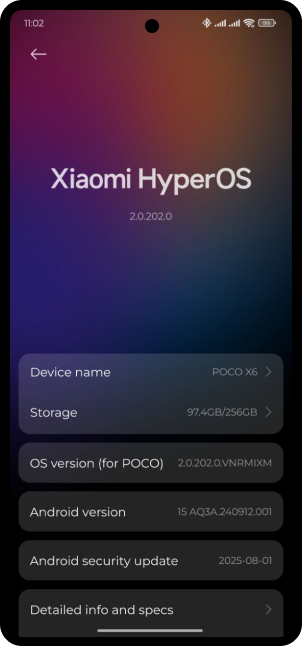 11:02
99
Xiaomi HyperOS
2.0.202.0
Device name POCO X6
Storage 97.4GB/256GB
OS version (for POCO) 2.0.202.0.VNRMIXM
Android version 15 AQ3A.240912.001
Android security update 2025-08-01
Detailed info and specs